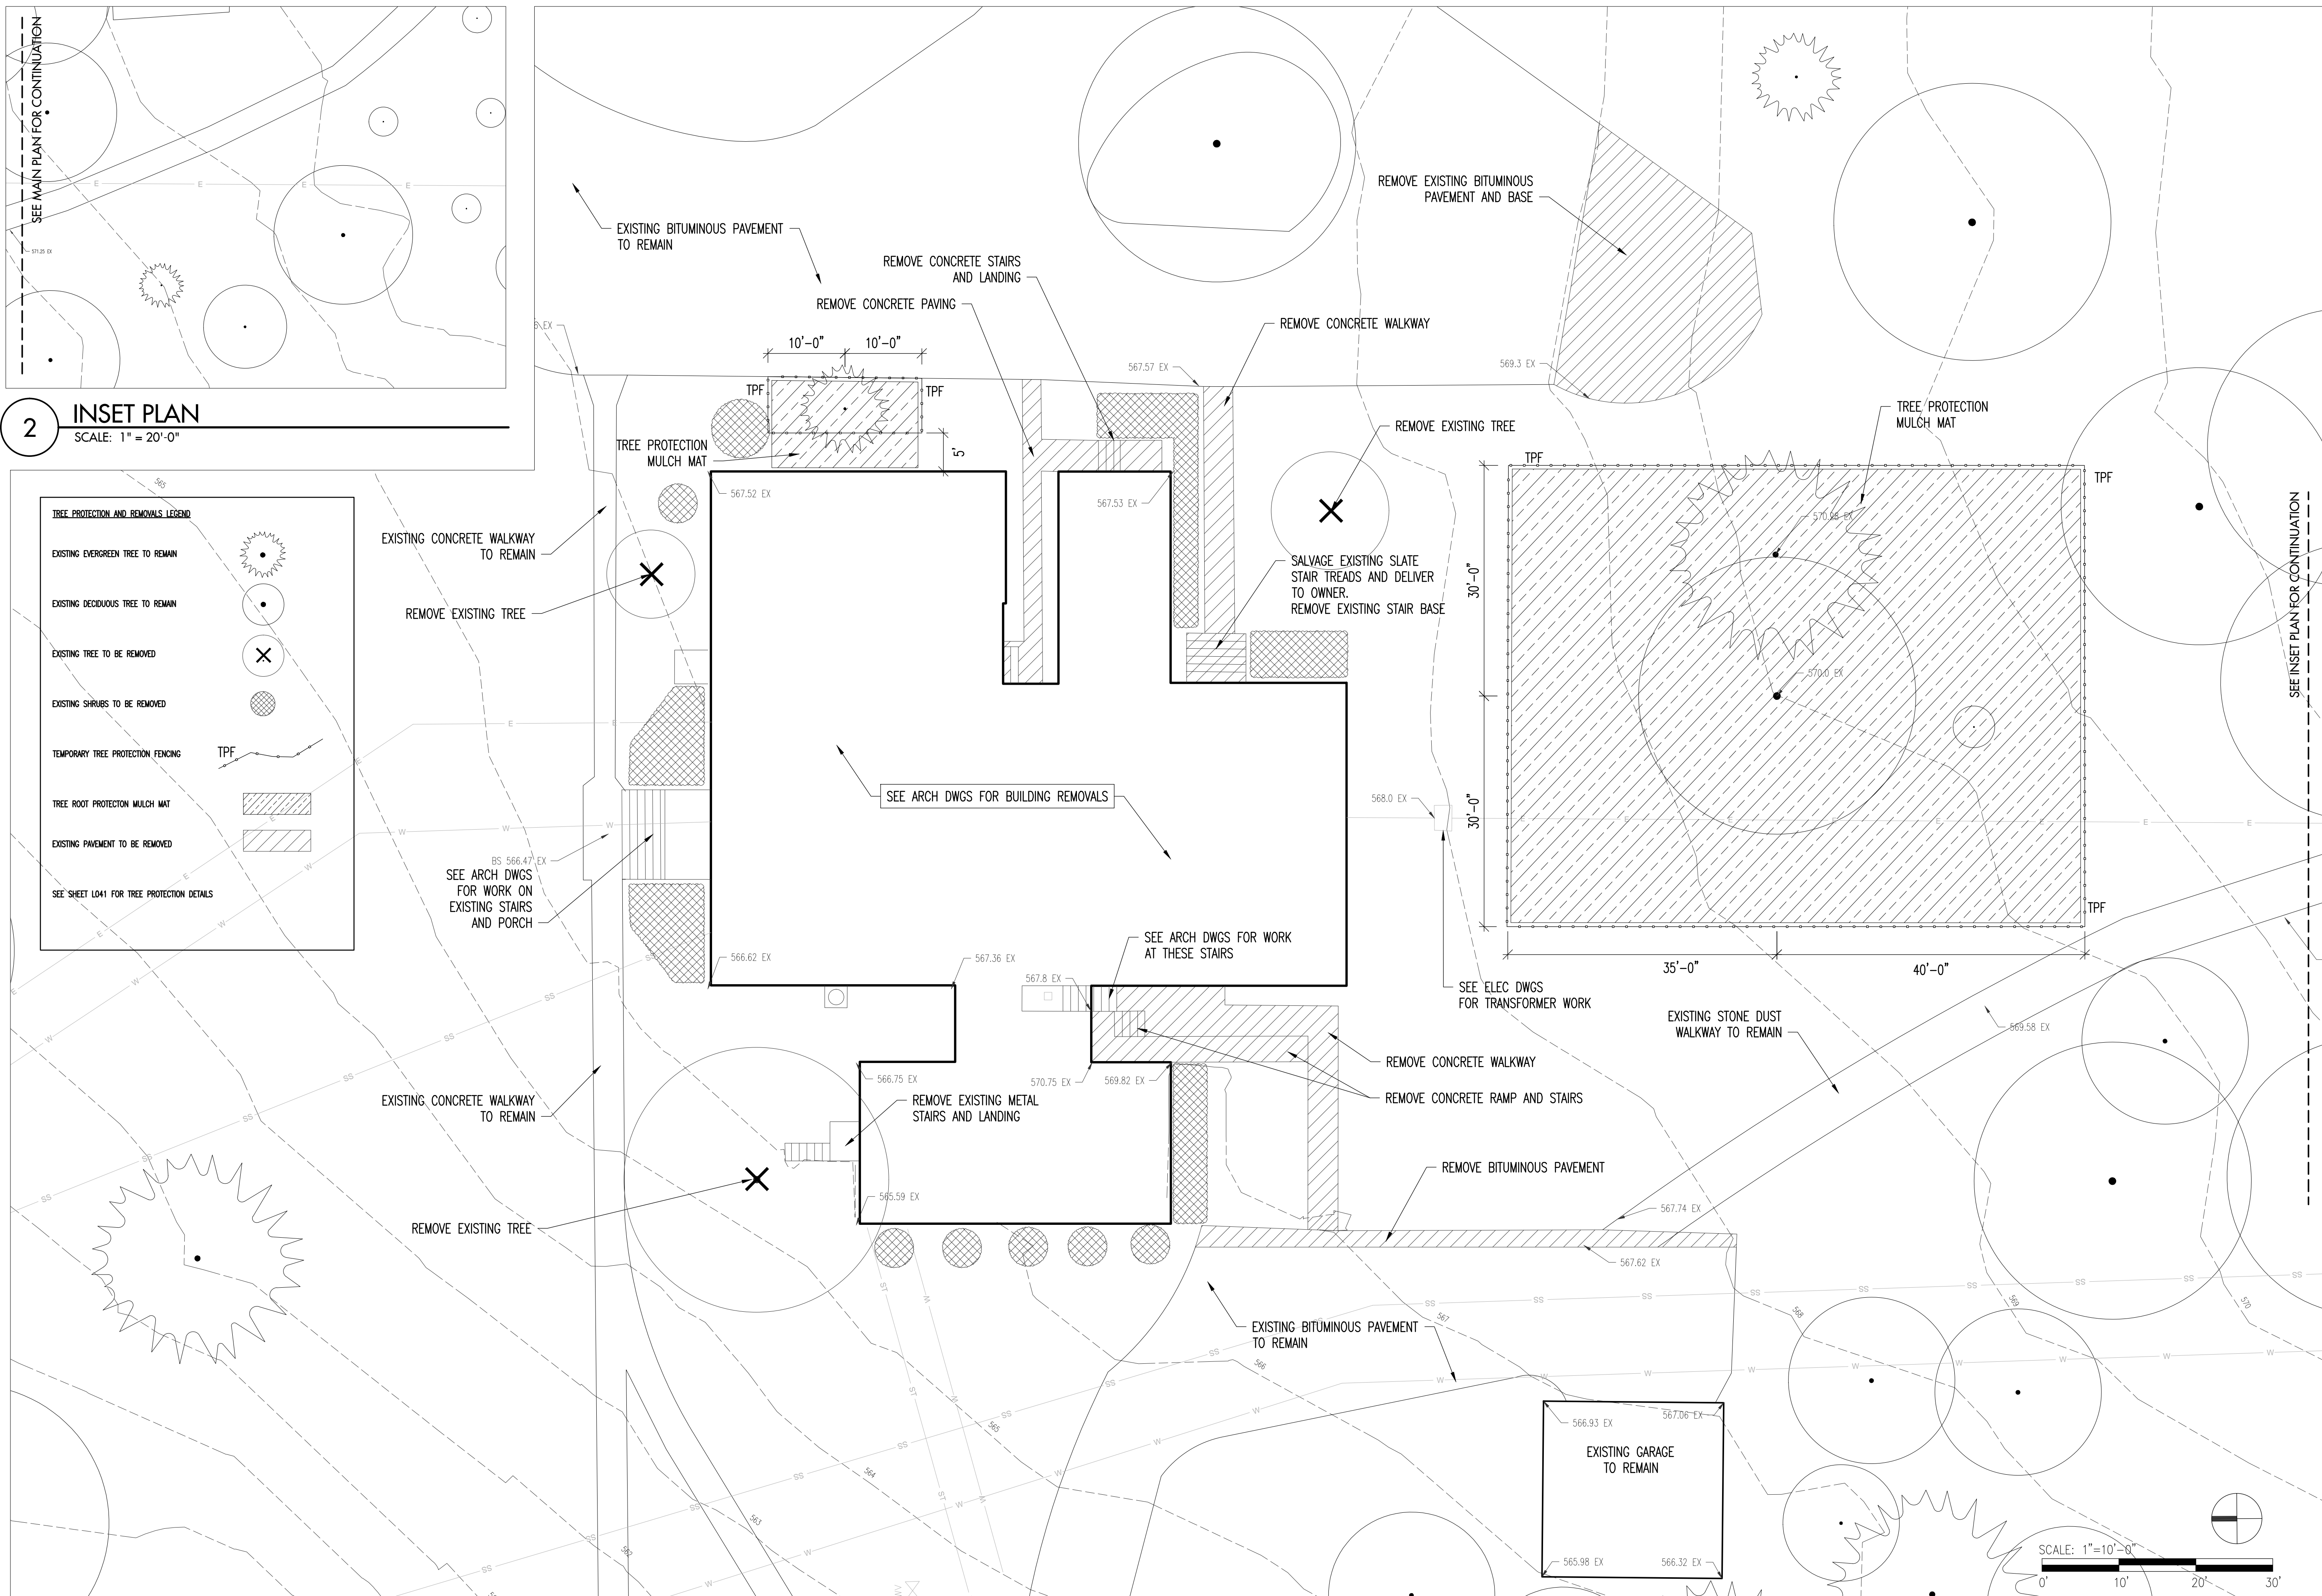 SEE MAIN PLAN FOR CONTINUATION
E
E
E
E
571.25 EX
2
INSET PLAN
SCALE: 1" = 20'-0"
TREE PROTECTION AND REMOVALS LEGEND
EXISTING EVERGREEN TREE TO REMAIN
EXISTING DECIDUOUS TREE TO REMAIN
EXISTING TREE TO BE REMOVED
EXISTING SHRUBS TO BE REMOVED
TEMPORARY TREE PROTECTION FENCING
TPF
TREE ROOT PROTECTON MULCH MAT
EXISTING PAVEMENT TO BE REMOVED
SEE SHEET L041 FOR TREE PROTECTION DETAILS
EXISTING BITUMINOUS PAVEMENT
TO REMAIN
REMOVE CONCRETE STAIRS
AND LANDING
REMOVE CONCRETE PAVING
REMOVE EXISTING BITUMINOUS
PAVEMENT AND BASE
REMOVE CONCRETE WALKWAY
10'-0"
10'-0"
TPF
TPF
5'
567.57 EX
569.3 EX
TREE PROTECTION
MULCH MAT
REMOVE EXISTING TREE
TREE PROTECTION
MULCH MAT
567.52 EX
567.53 EX
TPF
TPF
EXISTING CONCRETE WALKWAY
TO REMAIN
SALVAGE EXISTING SLATE
STAIR TREADS AND DELIVER
TO OWNER.
REMOVE EXISTING STAIR BASE
REMOVE EXISTING TREE
30'-0"
570.0 EX
SEE INSET PLAN FOR CONTINUATION
SEE ARCH DWGS FOR BUILDING REMOVALS
568.0 EX
30'-0"
BS 566.47 EX
SEE ARCH DWGS
FOR WORK ON
EXISTING STAIRS
AND PORCH
TPF
SEE ARCH DWGS FOR WORK
AT THESE STAIRS
566.62 EX
567.36 EX
567.8 EX
35'-0"
40'-0"
SEE ELEC DWGS
FOR TRANSFORMER WORK
EXISTING STONE DUST
WALKWAY TO REMAIN
569.58 EX
REMOVE CONCRETE WALKWAY
566.75 EX
570.75 EX
569.82 EX
EXISTING CONCRETE WALKWAY
TO REMAIN
REMOVE EXISTING METAL
STAIRS AND LANDING
REMOVE CONCRETE RAMP AND STAIRS
REMOVE BITUMINOUS PAVEMENT
565.59 EX
REMOVE EXISTING TREE
567.74 EX
567.62 EX
EXISTING BITUMINOUS PAVEMENT
TO REMAIN
565
567
568
569
570
566
565
564
563
562
566.93 EX
567.06 EX
EXISTING GARAGE
TO REMAIN
565.98 EX
566.32 EX
SCALE: 1"=10'-0"
0' 10' 20' 30'